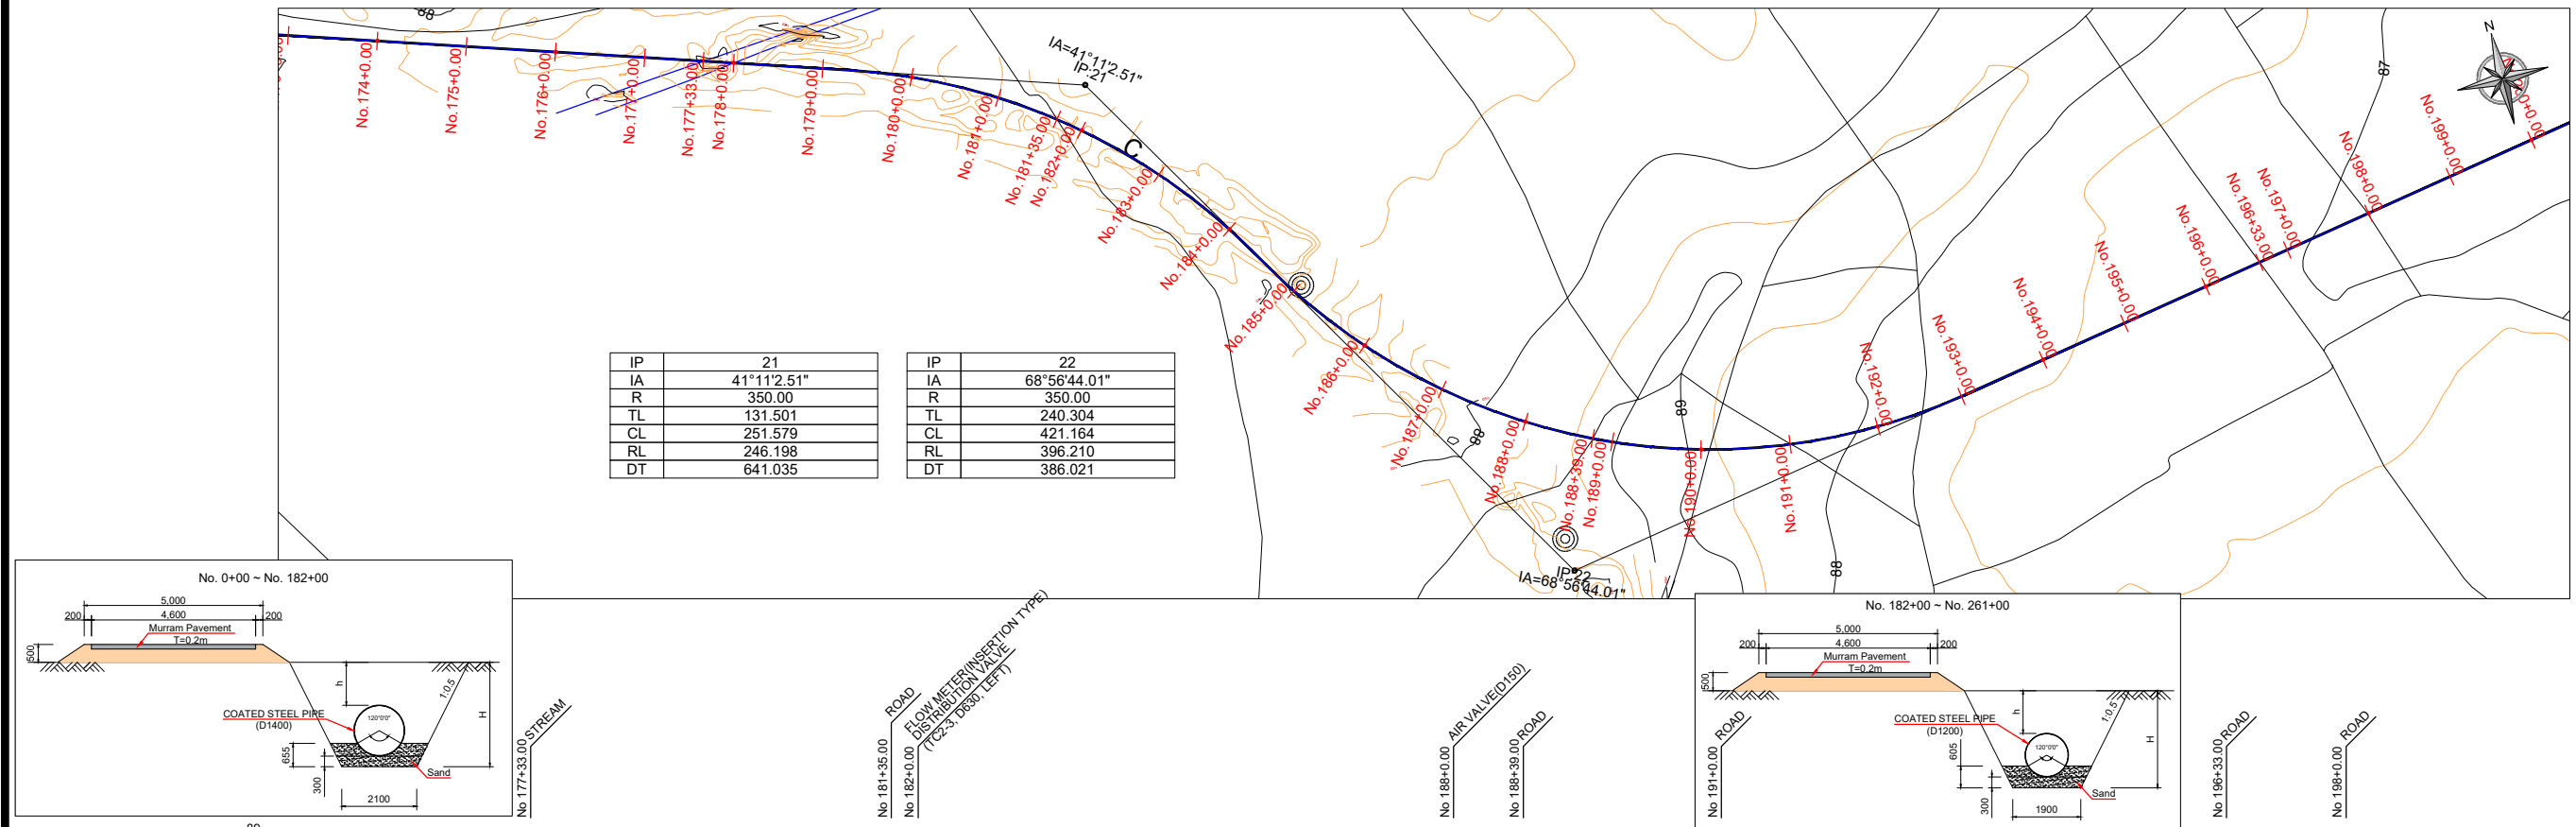 88
No.174+0.00
No.175+0.00
No.176+0.00
No.177+0.00
No.177+33.00
No.178+0.00
No.179+0.00
No.180+0.00
No.181+0.00
No.181+35.00
No.182+0.00
No.183+0.00
No.184+0.00
No.185+0.00
No.186+0.00
No.187+0.00
No.188+0.00
No.188+39.00
No.189+0.00
No.190+0.00
No.191+0.00
No.192+0.00
No.193+0.00
No.194+0.00
No.195+0.00
No.196+0.00
No.196+33.00
No.197+0.00
No.198+0.00
No.199+0.00
IA=41°11'2.51"
IP.21
C
N
87
88
89
88
IP.22
IA=68°56'44.01"
IP 21
IA 41°11'2.51"
R 350.00
TL 131.501
CL 251.579
RL 246.198
DT 641.035
IP 22
IA 68°56'44.01"
R 350.00
TL 240.304
CL 421.164
RL 396.210
DT 386.021
No. 0+00 ~ No. 182+00
5,000
200 4,600 200
Murram Pavement
T=0.2m
500
h
1:0.5
H
COATED STEEL PIPE
(D1400)
120°0'0"
655
300
Sand
2100
No 177+33.00 STREAM
No 181+35.00 ROAD
No 182+0.00 FLOW METER(INSERTION TYPE)
DISTRIBUTION VALVE
(TC2-3, D630, LEFT)
No 188+0.00 AIR VALVE(D150)
No 188+39.00 ROAD
No. 182+00 ~ No. 261+00
5,000
200 4,600 200
Murram Pavement
T=0.2m
500
h
1:0.5
H
COATED STEEL PIPE
(D1200)
120°0'0"
605
300
Sand
1900
No 191+0.00 ROAD
No 196+33.00 ROAD
No 198+0.00 ROAD